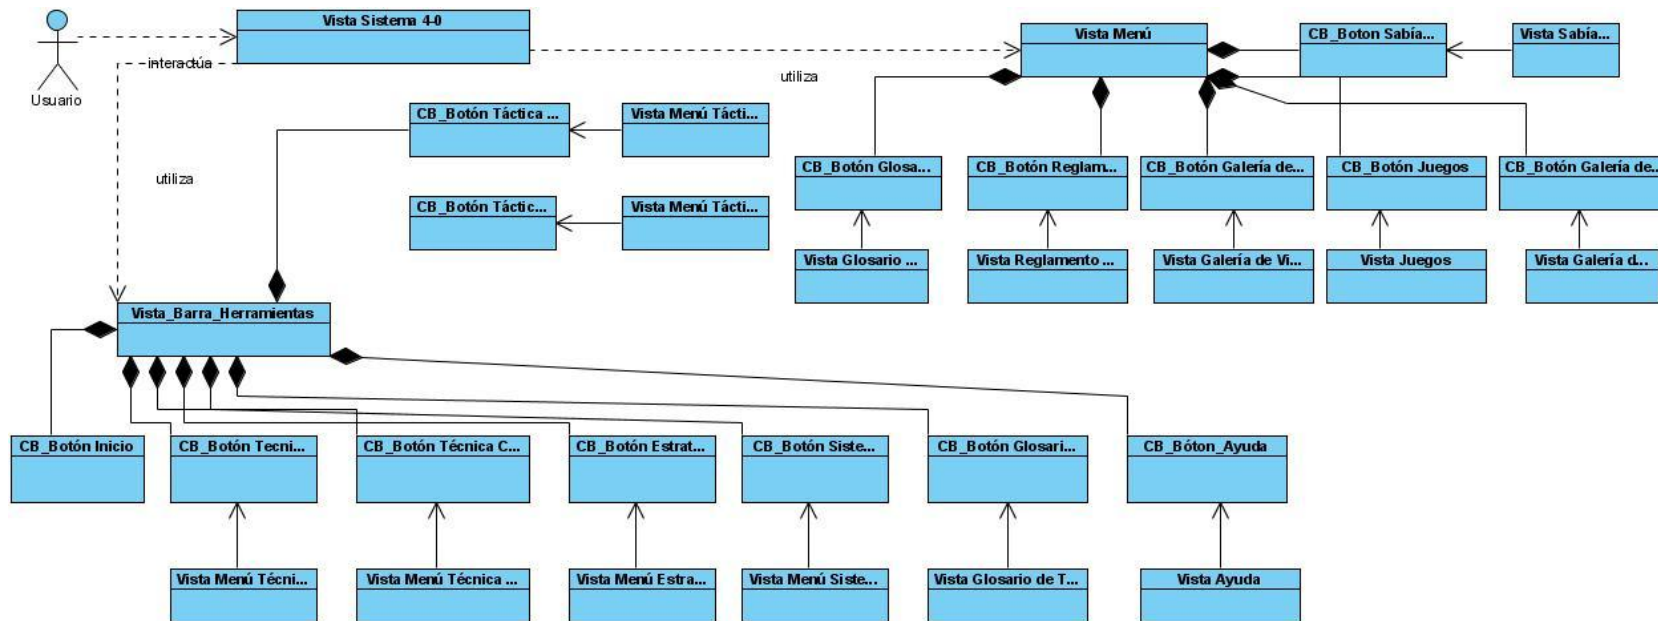 Vista Sistema 4-0
Vista Menú
CB_Boton Sabía...
Vista Sabía...
interactúa
utiliza
Usuario
CB_Botón Táctica ...
Vista Menú Tácti...
CB_Botón Glosa...
CB_Botón Reglam...
CB_Botón Galería de...
CB_Botón Juegos
CB_Botón Galería de...
utiliza
CB_Botón Táctic...
Vista Menú Tácti...
Vista Glosario ...
Vista Reglamento ...
Vista Galería de Vi...
Vista Juegos
Vista Galería d...
Vista_Barra_Herramientas
CB_Botón Inicio
CB_Botón Tecni...
CB_Botón Técnica C...
CB_Botón Estrat...
CB_Botón Siste...
CB_Botón Glosari...
CB_Bóton_Ayuda
Vista Menú Técni...
Vista Menú Técnica ...
Vista Menú Estra...
Vista Menú Siste...
Vista Glosario de T...
Vista Ayuda